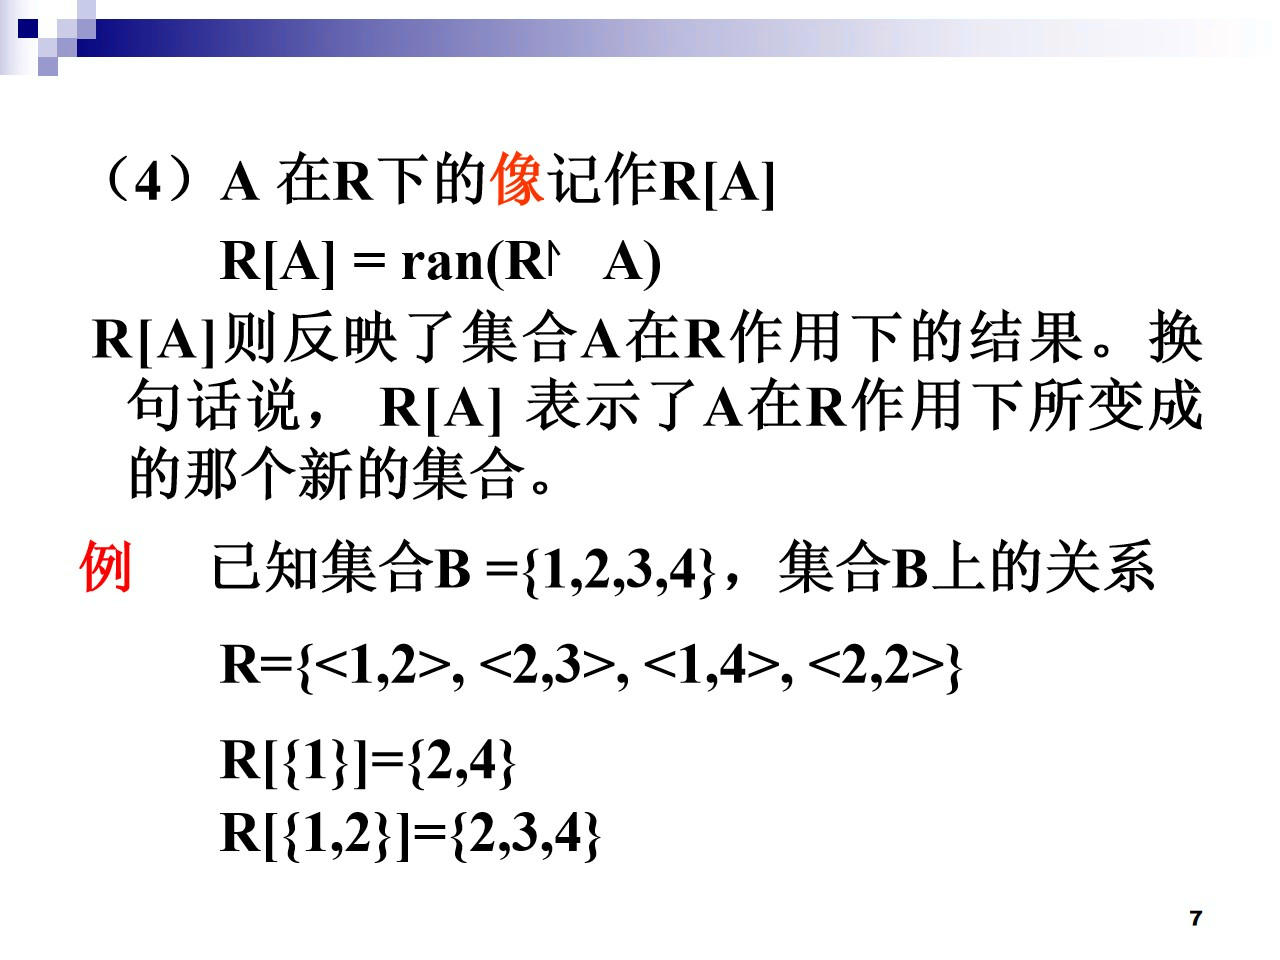 （4）A 在R下的像记作R[A]
R[A] = ran(R↾ A)
R[A]则反映了集合A在R作用下的结果。换
句话说， R[A] 表示了A在R作用下所变成
的那个新的集合。
例 已知集合B ={1,2,3,4}，集合B上的关系
R={<1,2>, <2,3>, <1,4>, <2,2>}
R[{1}]={2,4}
R[{1,2}]={2,3,4}
7